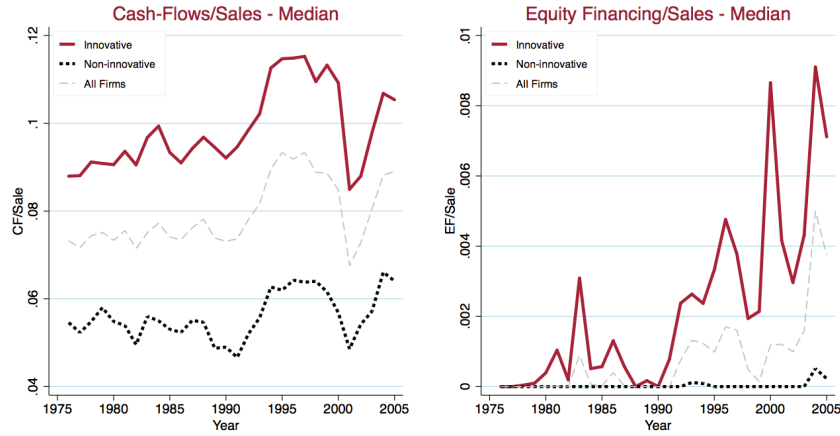 Cash-Flows/Sales - Median
Innovative
Non-innovative
All Firms
.12
.1
.08
.06
.04
CF/Sale
1975 1980 1985 1990 1995 2000 2005
Year
Equity Financing/Sales - Median
Innovative
Non-innovative
All Firms
.01
.008
.006
.004
.002
0
EF/Sale
1975 1980 1985 1990 1995 2000 2005
Year